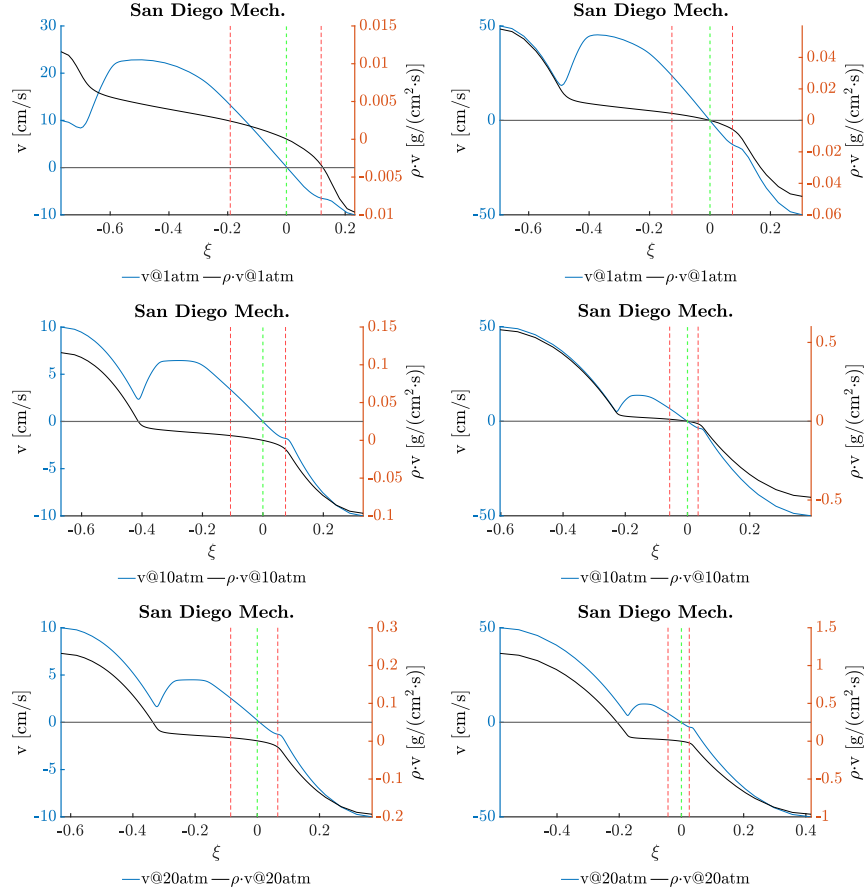 San Diego Mech.
30
20
10
0
-10
v [cm/s]
0.015
0.01
0.005
0
-0.005
-0.01
ρ·v [g/(cm²·s)]
-0.6 -0.4 -0.2 0 0.2
ξ
v@1atm ρ·v@1atm
San Diego Mech.
50
0
-50
v [cm/s]
0.04
0.02
0
-0.02
-0.04
-0.06
ρ·v [g/(cm²·s)]
-0.6 -0.4 -0.2 0 0.2
ξ
v@1atm ρ·v@1atm
San Diego Mech.
10
5
0
-5
-10
v [cm/s]
0.15
0.1
0.05
0
-0.05
-0.1
ρ·v [g/(cm²·s)]
-0.6 -0.4 -0.2 0 0.2
ξ
v@10atm ρ·v@10atm
San Diego Mech.
50
0
-50
v [cm/s]
0.5
0
-0.5
ρ·v [g/(cm²·s)]
-0.6 -0.4 -0.2 0 0.2
ξ
v@10atm ρ·v@10atm
San Diego Mech.
10
5
0
-5
-10
v [cm/s]
0.3
0.2
0.1
0
-0.1
-0.2
ρ·v [g/(cm²·s)]
-0.6 -0.4 -0.2 0 0.2
ξ
v@20atm ρ·v@20atm
San Diego Mech.
50
0
-50
v [cm/s]
1.5
1
0.5
0
-0.5
-1
ρ·v [g/(cm²·s)]
-0.4 -0.2 0 0.2 0.4
ξ
v@20atm ρ·v@20atm